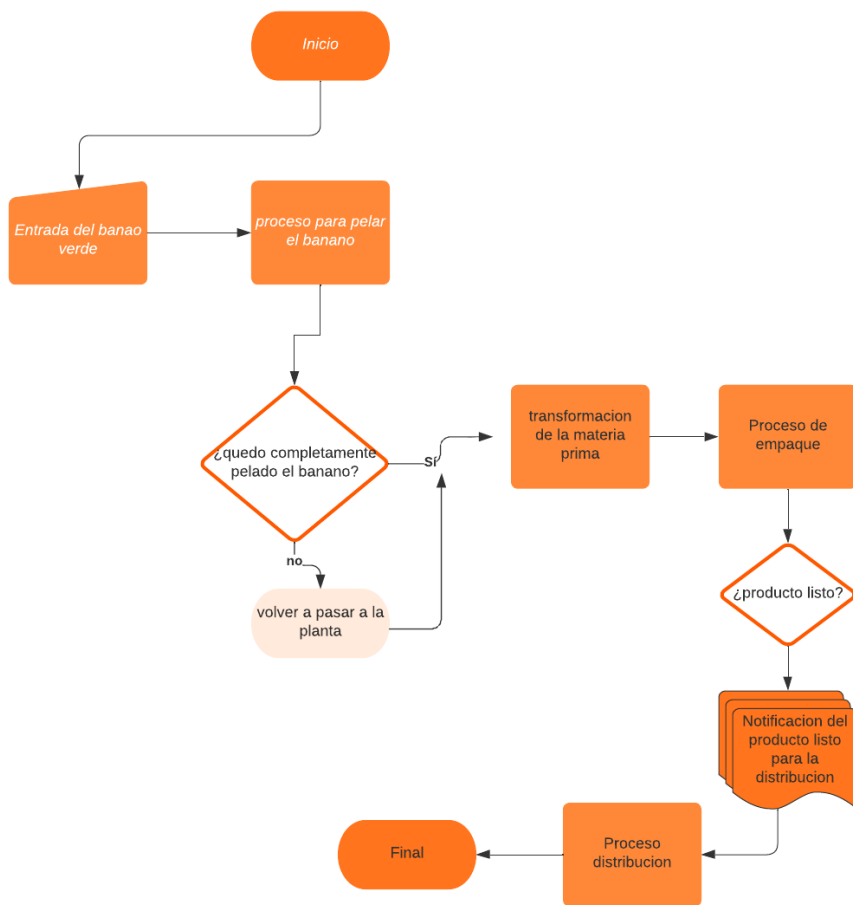 Inicio
Entrada del banao
verde
proceso para pelar
el banano
¿quedo completamente
pelado el banano?
Sí
no
volver a pasar a la
planta
transformacion
de la materia
prima
Proceso de
empaque
¿producto listo?
Notificacion del
producto listo
para la
distribucion
Proceso
distribucion
Final